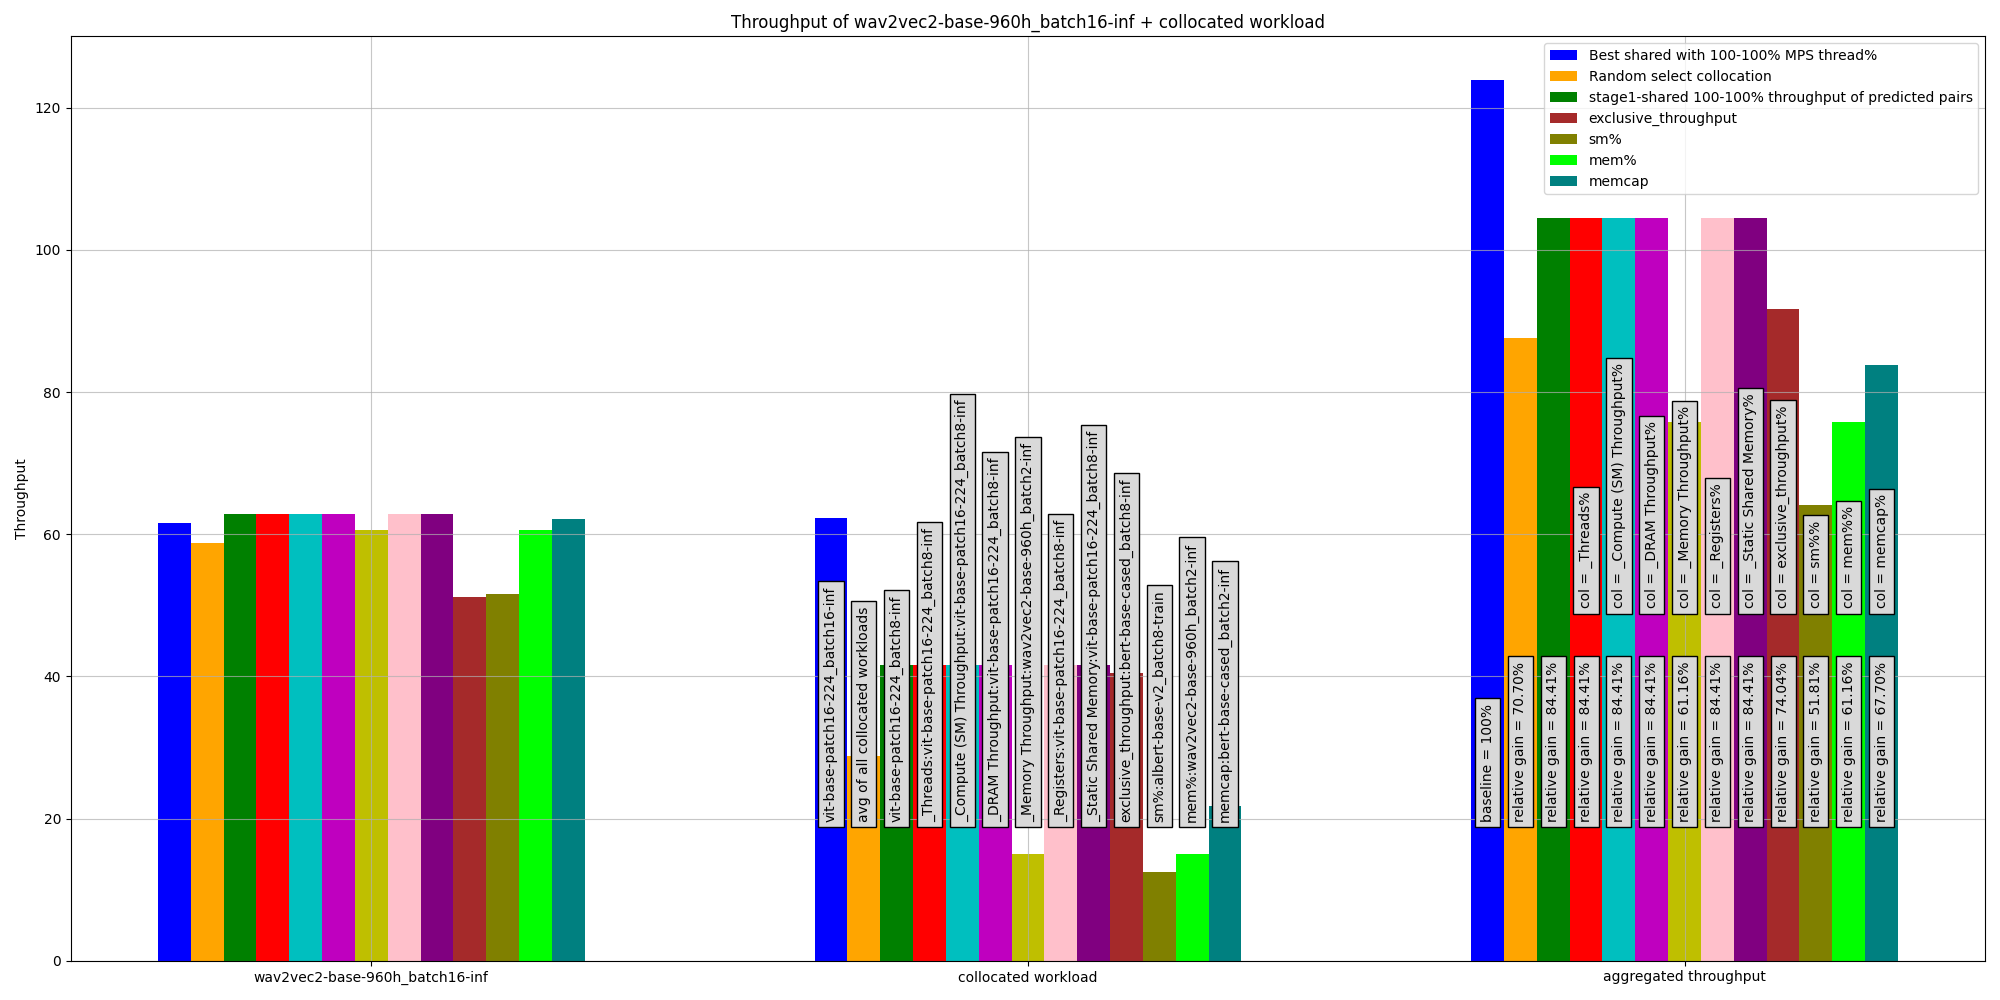 Throughput of wav2vec2-base-960h_batch16-inf + collocated workload
Best shared with 100-100% MPS thread%
Random select collocation
stage1-shared 100-100% throughput of predicted pairs
exclusive_throughput
sm%
mem%
memcap
Throughput
120
100
80
60
40
20
0
vit-base-patch16-224_batch16-inf
avg of all collocated workloads
vit-base-patch16-224_batch8-inf
_Threads:vit-base-patch16-224_batch8-inf
_Compute (SM) Throughput:vit-base-patch16-224_batch8-inf
_DRAM Throughput:vit-base-patch16-224_batch8-inf
_Memory Throughput:wav2vec2-base-960h_batch2-inf
_Registers:vit-base-patch16-224_batch8-inf
_Static Shared Memory:vit-base-patch16-224_batch8-inf
exclusive_throughput:bert-base-cased_batch8-inf
sm%:albert-base-v2_batch8-train
mem%:wav2vec2-base-960h_batch2-inf
memcap:bert-base-cased_batch2-inf
col = _Threads%
col = _Compute (SM) Throughput%
col = _DRAM Throughput%
col = _Memory Throughput%
col = _Registers%
col = _Static Shared Memory%
col = exclusive_throughput%
col = sm%%
col = mem%%
col = memcap%
baseline = 100%
relative gain = 70.70%
relative gain = 84.41%
relative gain = 84.41%
relative gain = 84.41%
relative gain = 84.41%
relative gain = 61.16%
relative gain = 84.41%
relative gain = 84.41%
relative gain = 74.04%
relative gain = 51.81%
relative gain = 61.16%
relative gain = 67.70%
wav2vec2-base-960h_batch16-inf
collocated workload
aggregated throughput